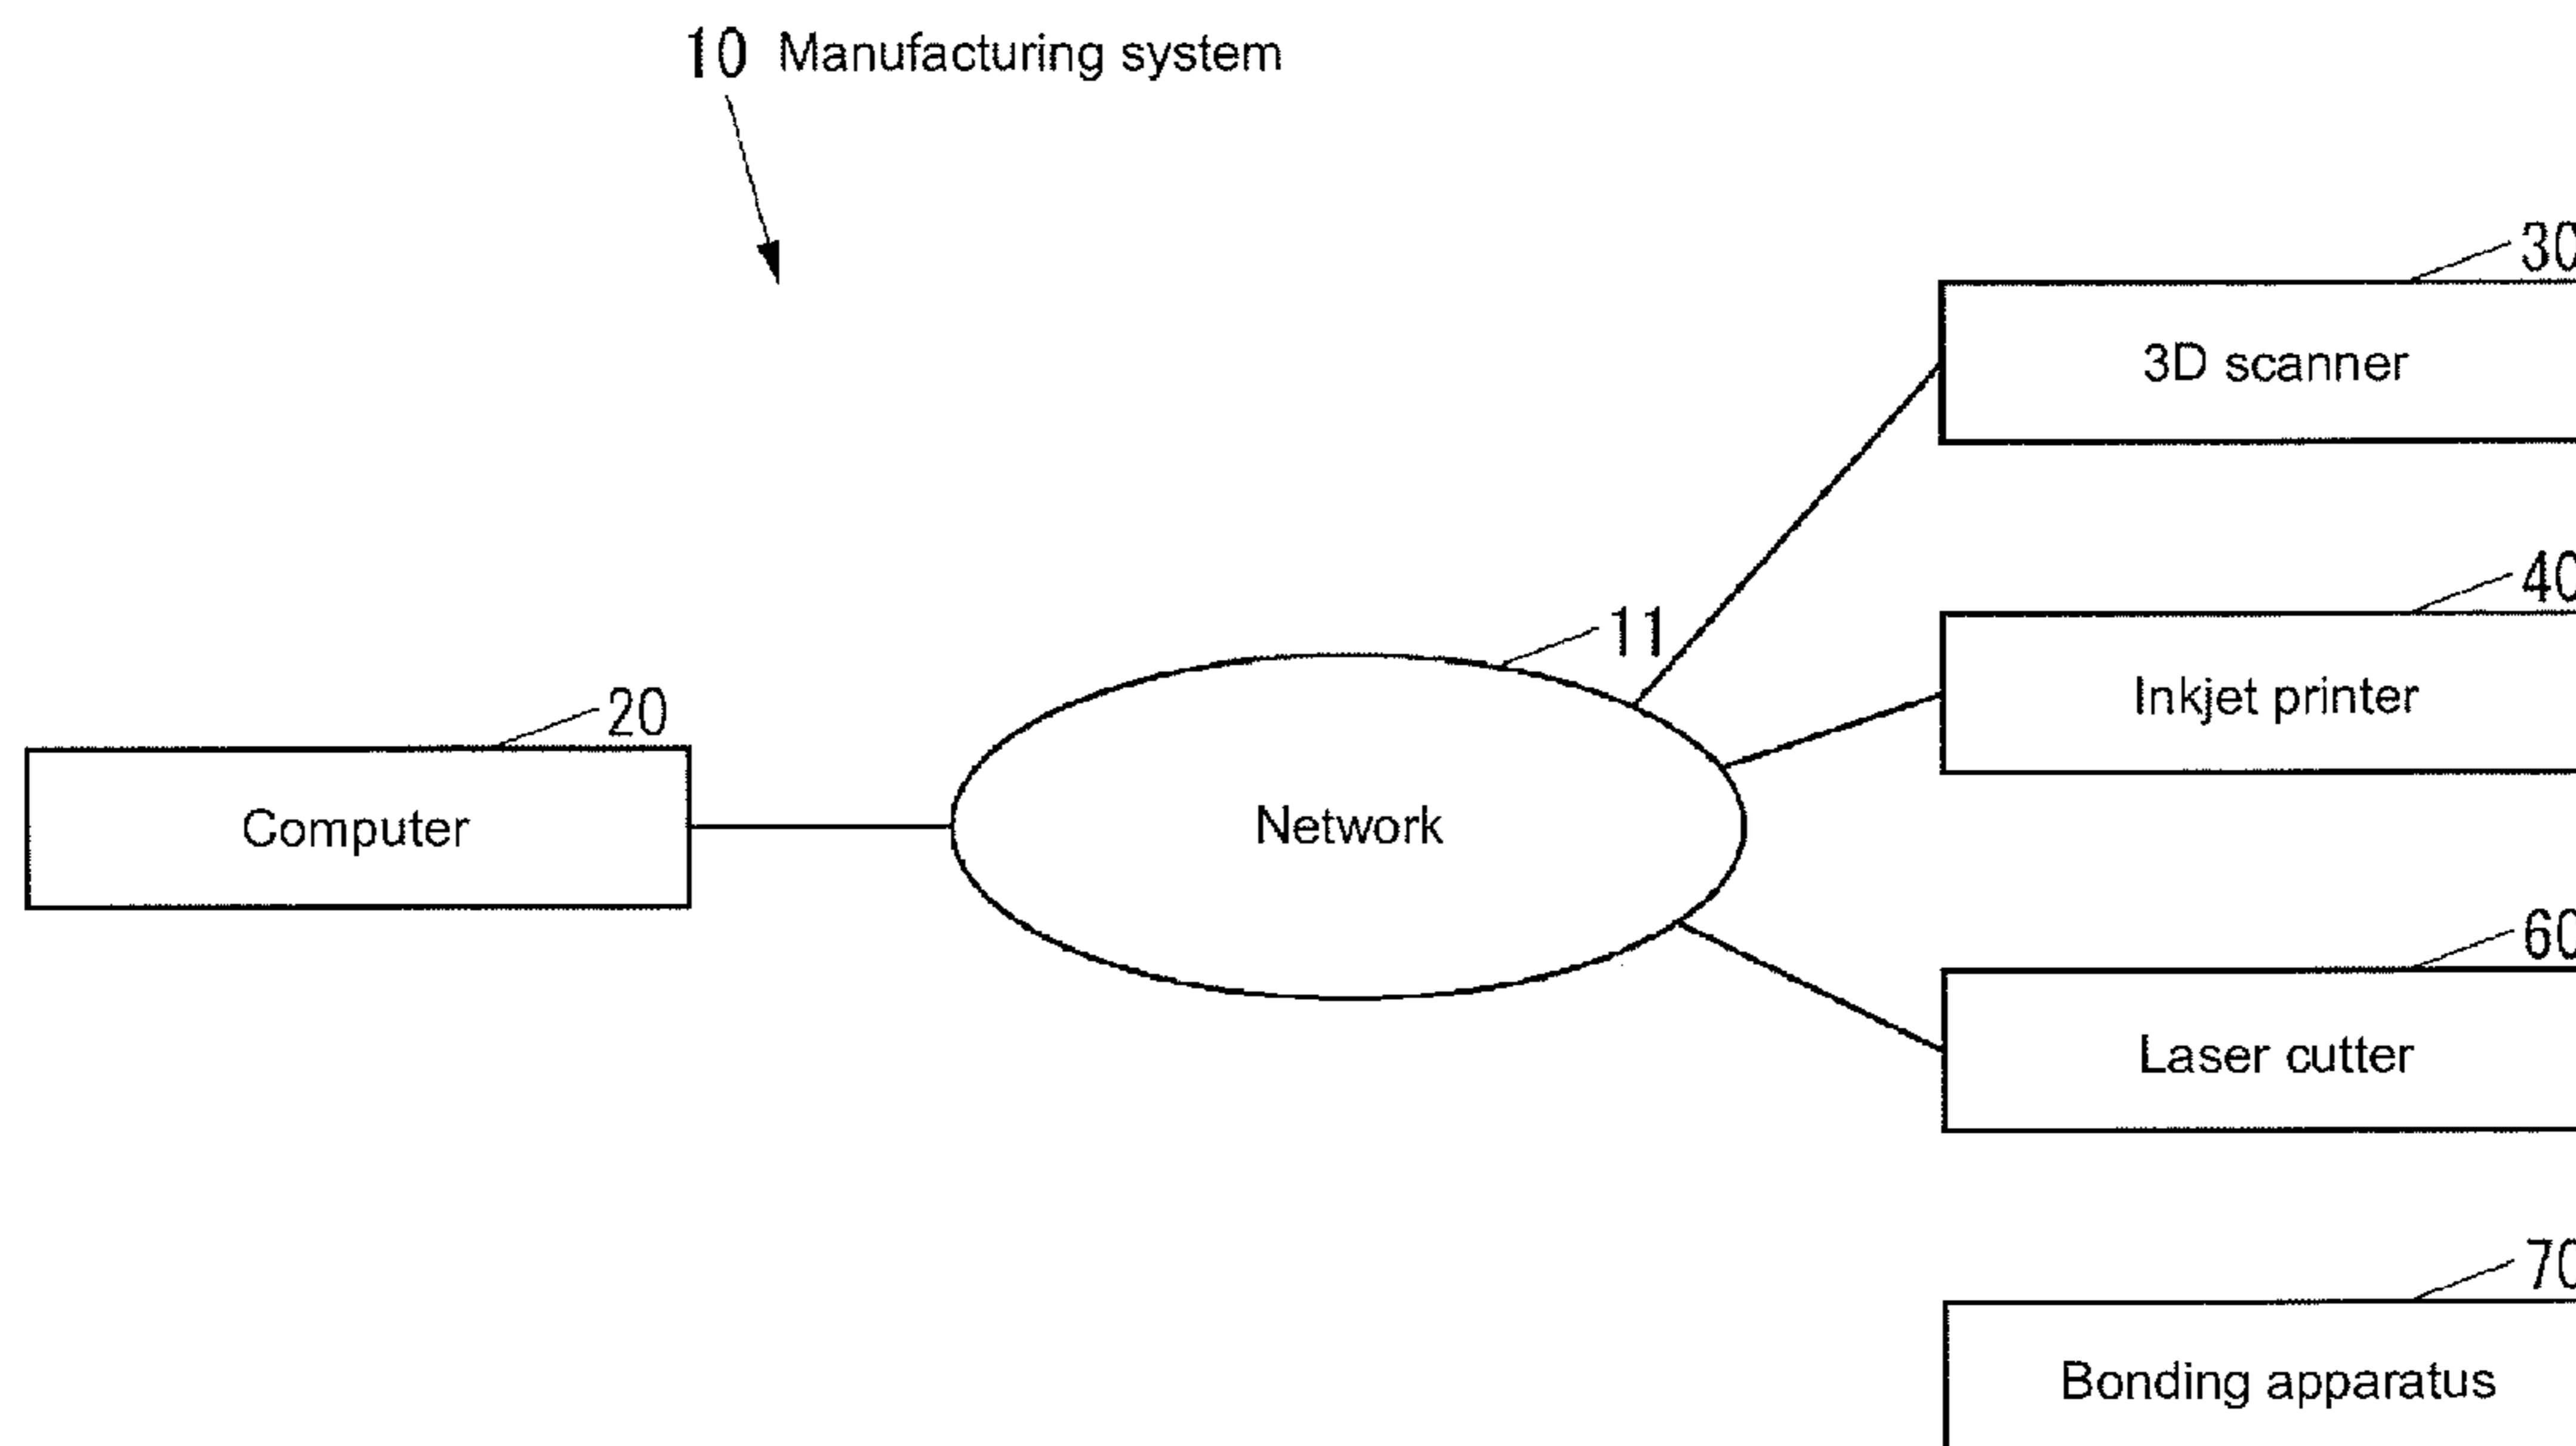 10 Manufacturing system
30
3D scanner
40
11
Inkjet printer
20
Computer
Network
60
Laser cutter
70
Bonding apparatus